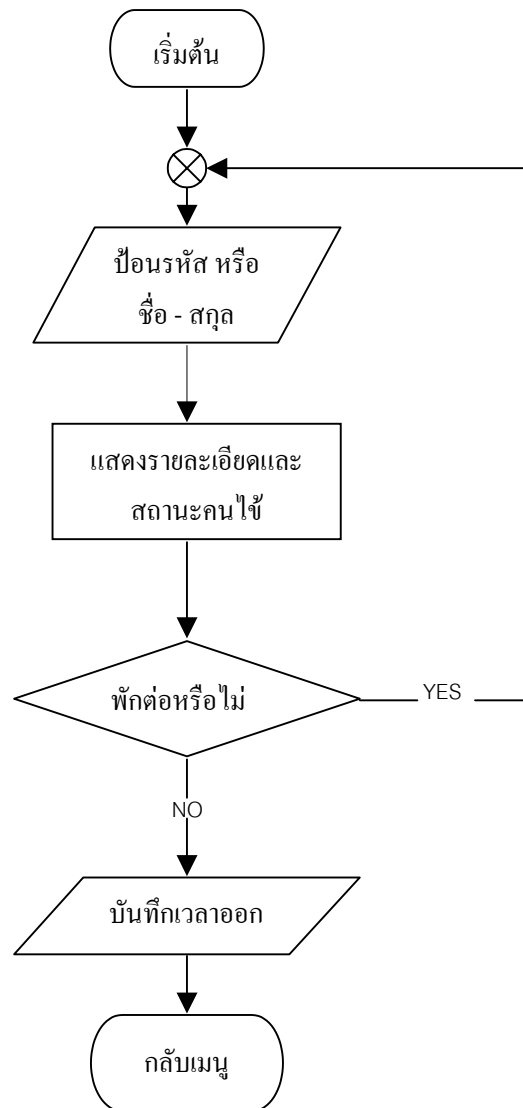 เริ่มต้น
ป้อนรหัส หรือ
ชื่อ - สกุล
แสดงรายละเอียดและ
สถานะคนไข้
พักต่อหรือไม่
YES
NO
บันทึกเวลาออก
กลับเมนู